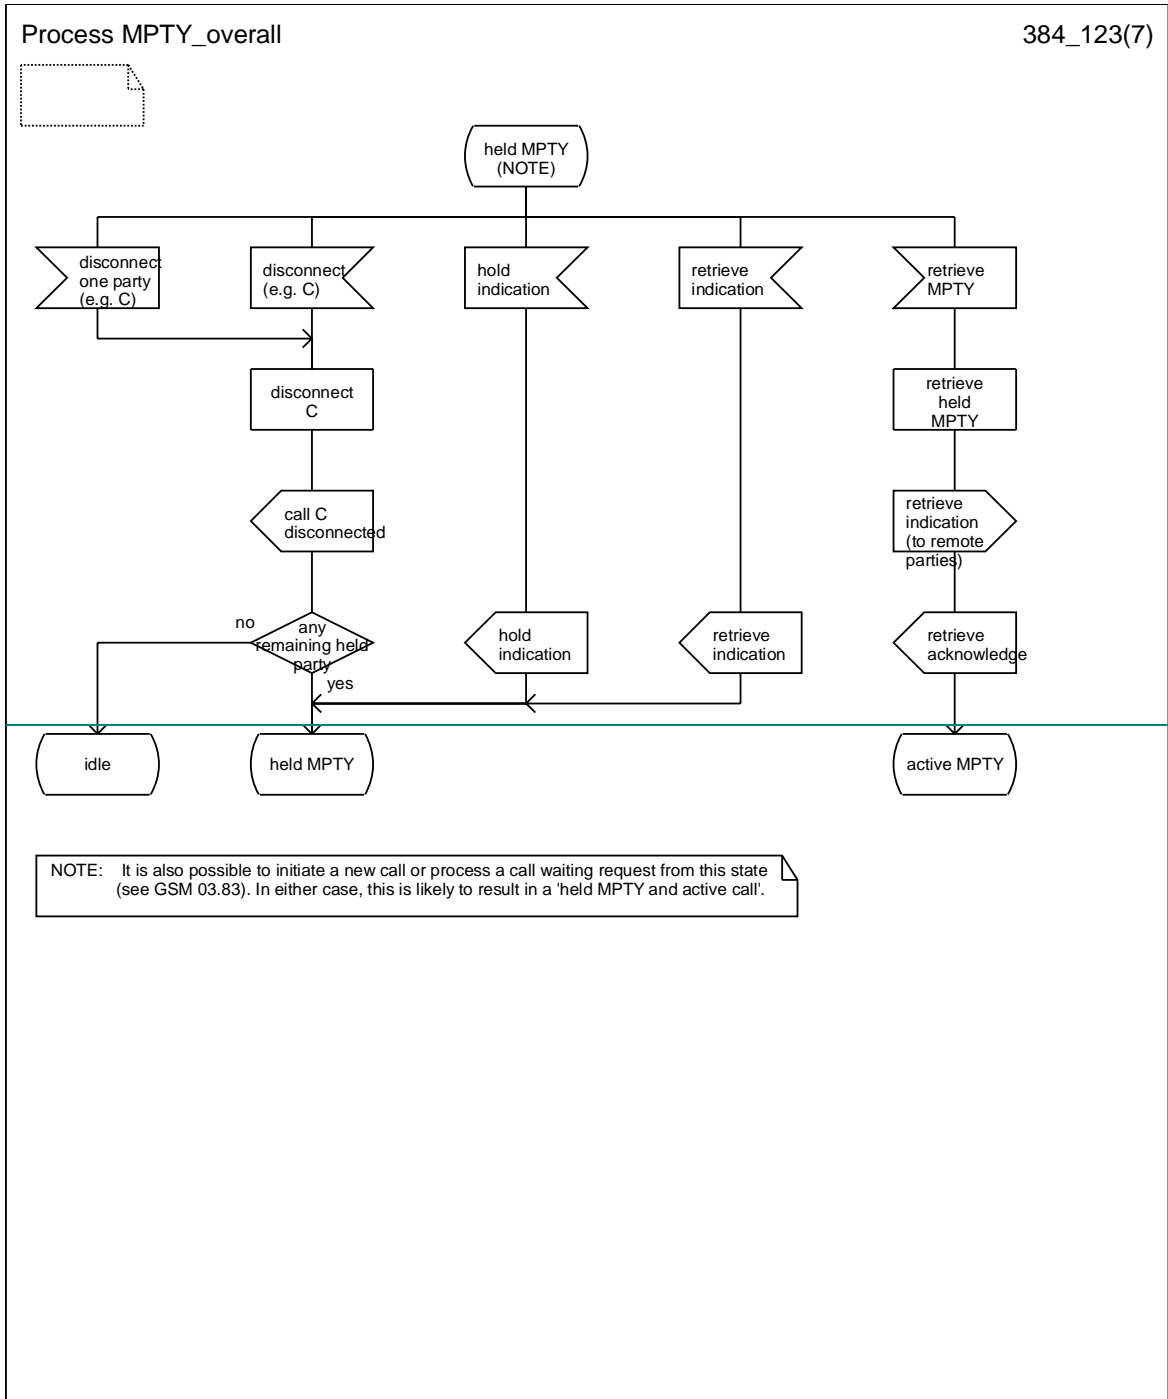 Process MPTY_overall
384_123(7)
held MPTY
(NOTE)
disconnect
one party
(e.g. C)
disconnect
(e.g. C)
hold
indication
retrieve
indication
retrieve
MPTY
disconnect
C
retrieve
held
MPTY
call C
disconnected
retrieve
indication
(to remote
parties)
no
any
remaining held
party
yes
hold
indication
retrieve
indication
retrieve
acknowledge
idle
held MPTY
active MPTY
NOTE: It is also possible to initiate a new call or process a call waiting request from this state
(see GSM 03.83). In either case, this is likely to result in a 'held MPTY and active call'.